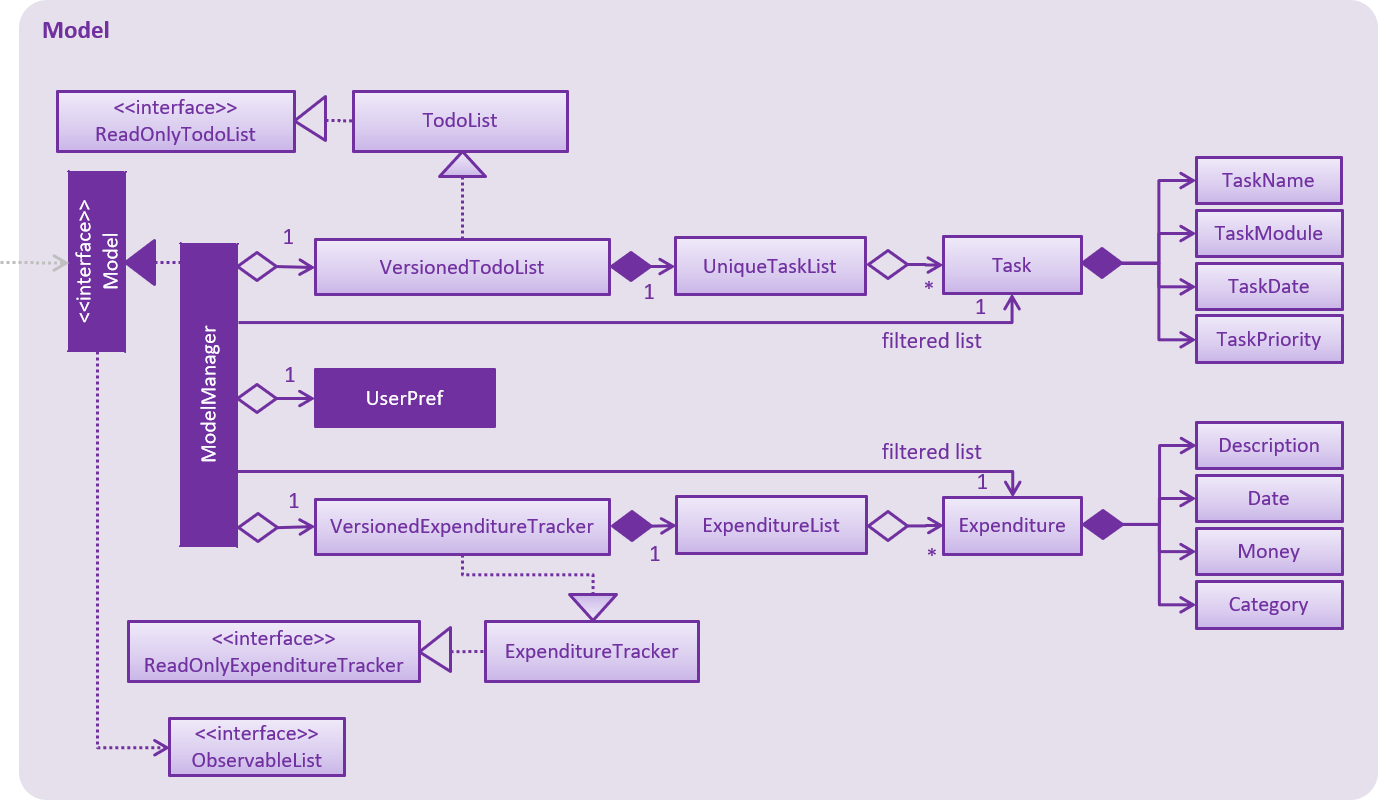 Model
<<interface>>
ReadOnlyTodoList
TodoList
<<interface>>
Model
ModelManager
1
VersionedTodoList
1
UniqueTaskList
*
Task
TaskName
TaskModule
TaskDate
TaskPriority
1
filtered list
1
UserPref
filtered list
1
1
VersionedExpenditureTracker
1
ExpenditureList
*
Expenditure
Description
Date
Money
Category
<<interface>>
ReadOnlyExpenditureTracker
ExpenditureTracker
<<interface>>
ObservableList